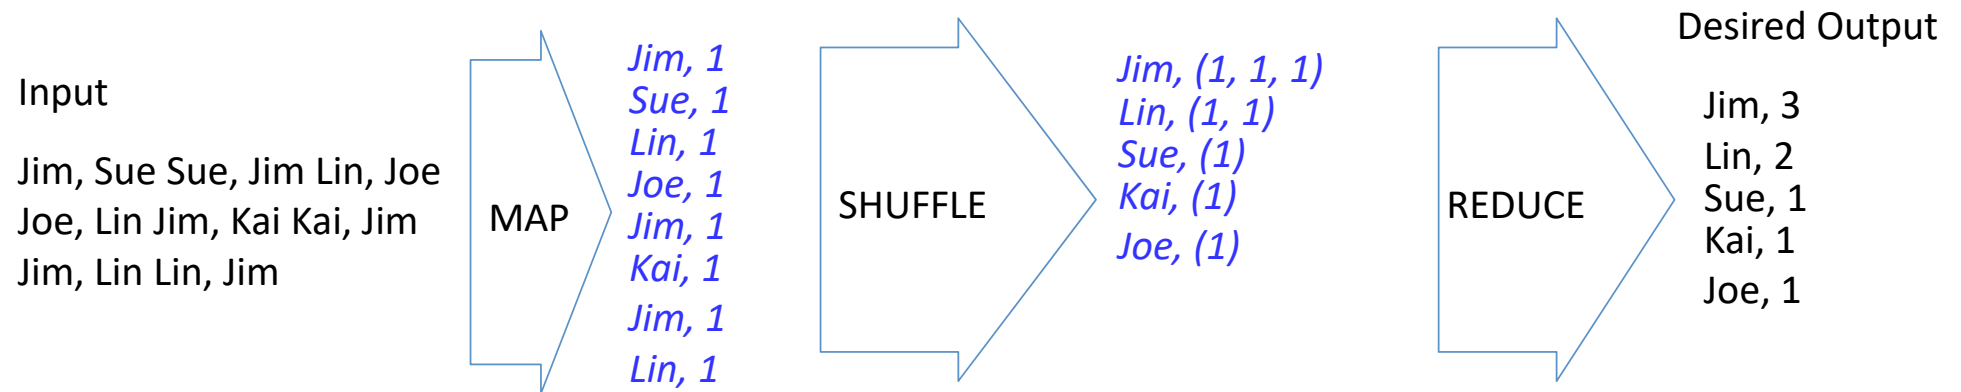 Input
Jim, Sue Sue, Jim Lin, Joe
Joe, Lin Jim, Kai Kai, Jim
Jim, Lin Lin, Jim
MAP
Jim, 1
Sue, 1
Lin, 1
Joe, 1
Jim, 1
Kai, 1
Jim, 1
Lin, 1
SHUFFLE
Jim, (1, 1, 1)
Lin, (1, 1)
Sue, (1)
Kai, (1)
Joe, (1)
REDUCE
Desired Output
Jim, 3
Lin, 2
Sue, 1
Kai, 1
Joe, 1